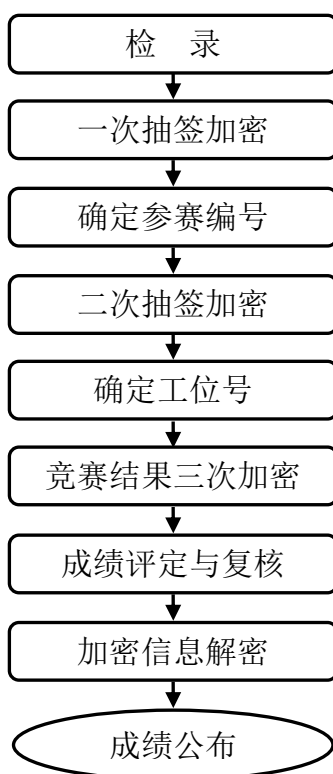 检 录
一次抽签加密
确定参赛编号
二次抽签加密
确定工位号
竞赛结果三次加密
成绩评定与复核
加密信息解密
成绩公布